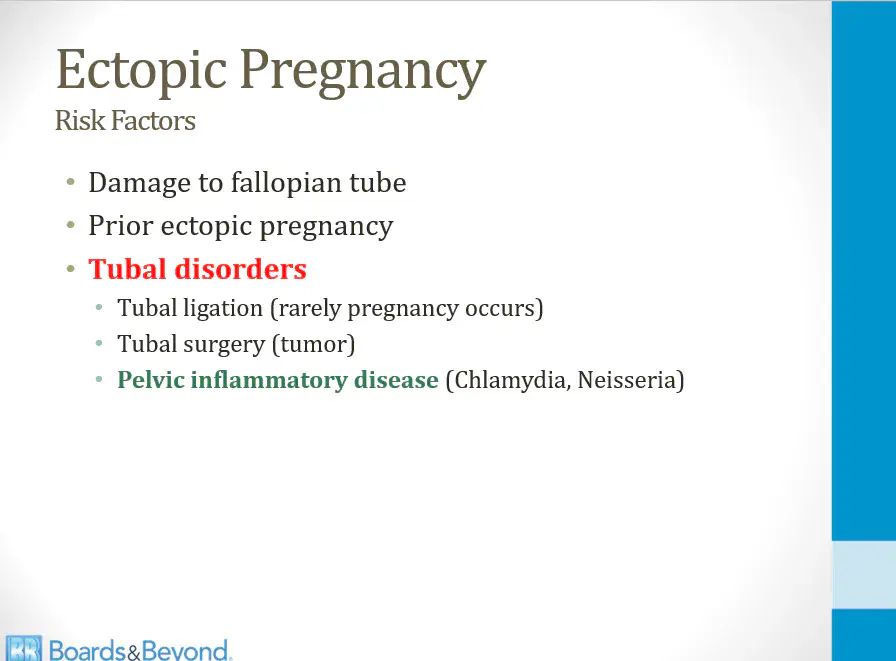 Ectopic Pregnancy
Risk Factors
• Damage to fallopian tube
• Prior ectopic pregnancy
• Tubal disorders
• Tubal ligation (rarely pregnancy occurs)
• Tubal surgery (tumor)
• Pelvic inflammatory disease (Chlamydia, Neisseria)
BB Boards&Beyond.